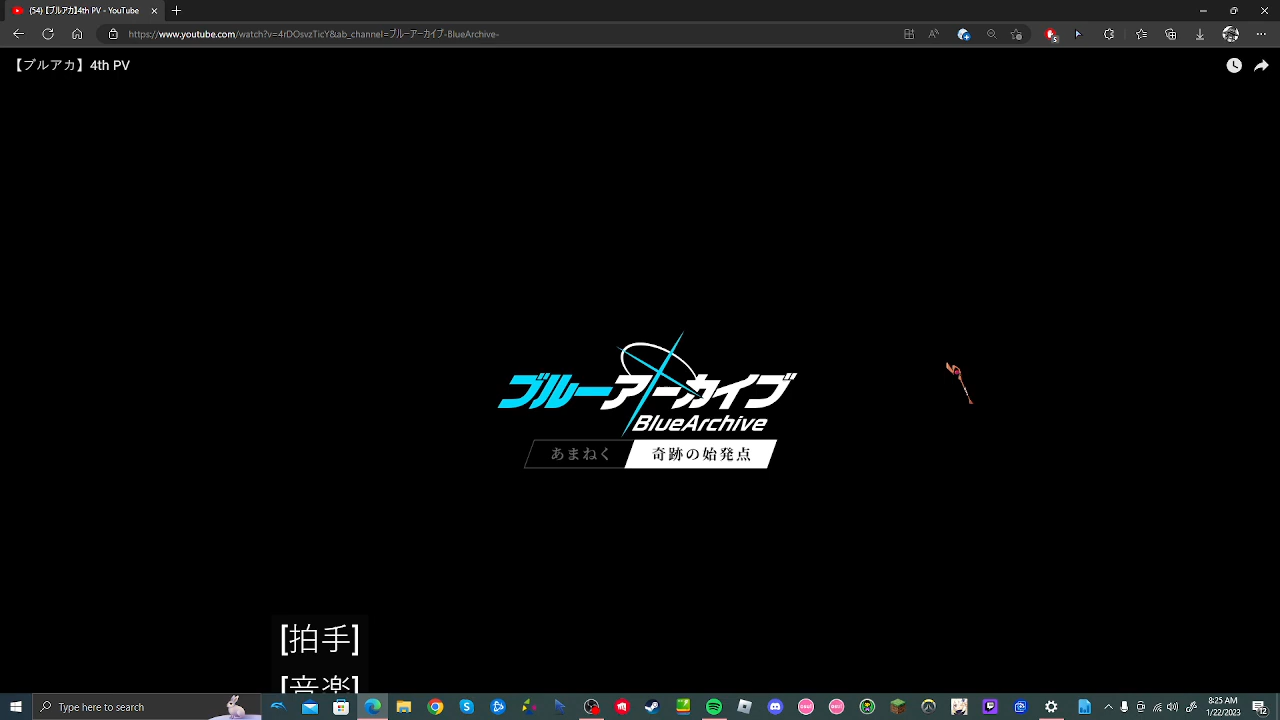 (54)【ブルアカ】4th PV - YouTube
https://www.youtube.com/watch?v=4rDOsvzTicY&ab_channel=ブルーアーカイブ-BlueArchive-
【ブルアカ】4th PV
ブルーアーカイブ
BlueArchive
あまねく 奇跡の始発点
[拍手]
[音楽]
Type here to search
8:25 AM
1/22/2023